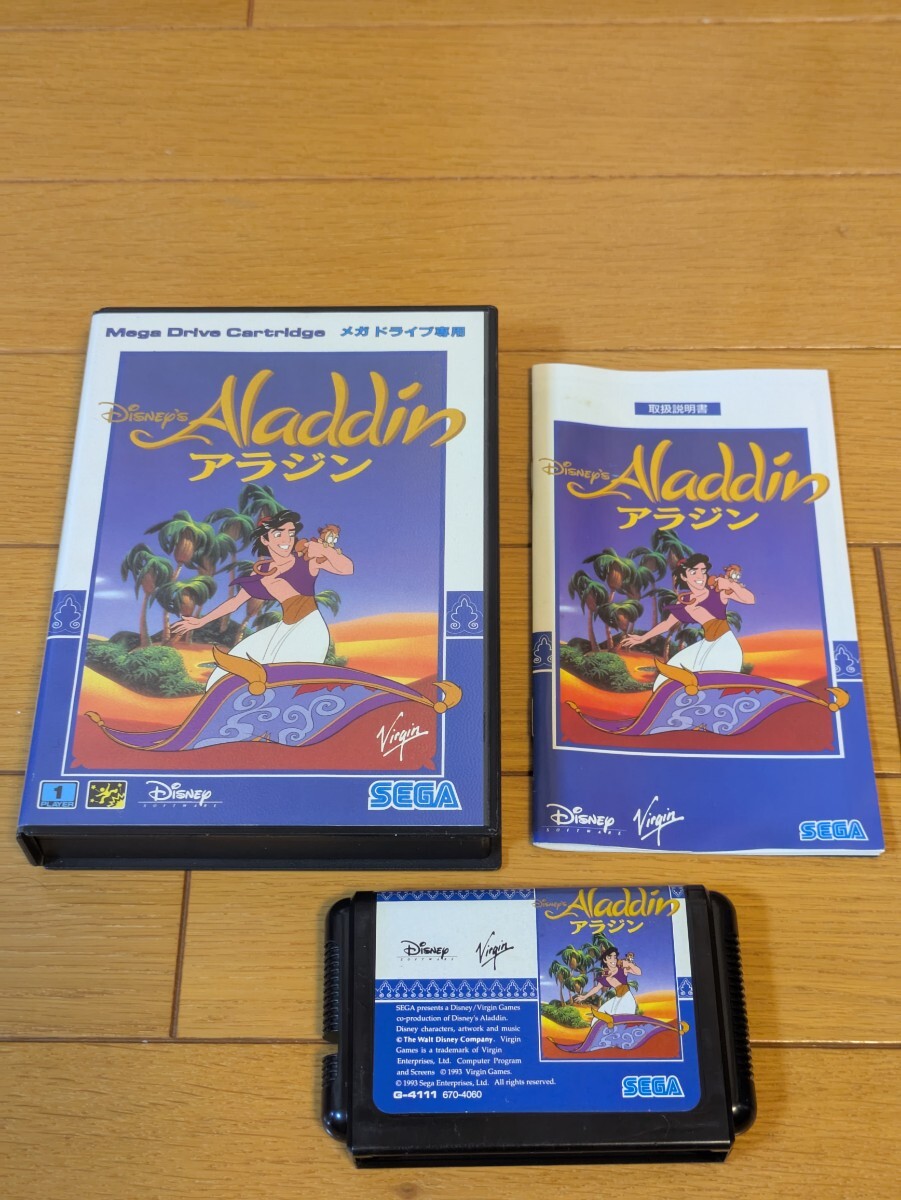 Mega Drive Cartridge メガドライブ専用
DISNEY'S Aladdin
アラジン
Virgin
1
PLAYER
DISNEY
SOFTWARE
SEGA
取扱説明書
DISNEY'S Aladdin
アラジン
DISNEY
SOFTWARE
Virgin
SEGA
DISNEY'S Aladdin
アラジン
DISNEY
SOFTWARE
Virgin
SEGA presents a Disney/Virgin Games
co-production of Disney's Aladdin.
Disney characters, artwork and music
© The Walt Disney Company. Virgin
Games is a trademark of Virgin
Enterprises, Ltd. Computer Program
and Screens © 1993 Virgin Games.
© 1993 Sega Enterprises, Ltd. All rights reserved.
G-4111 670-4060
SEGA